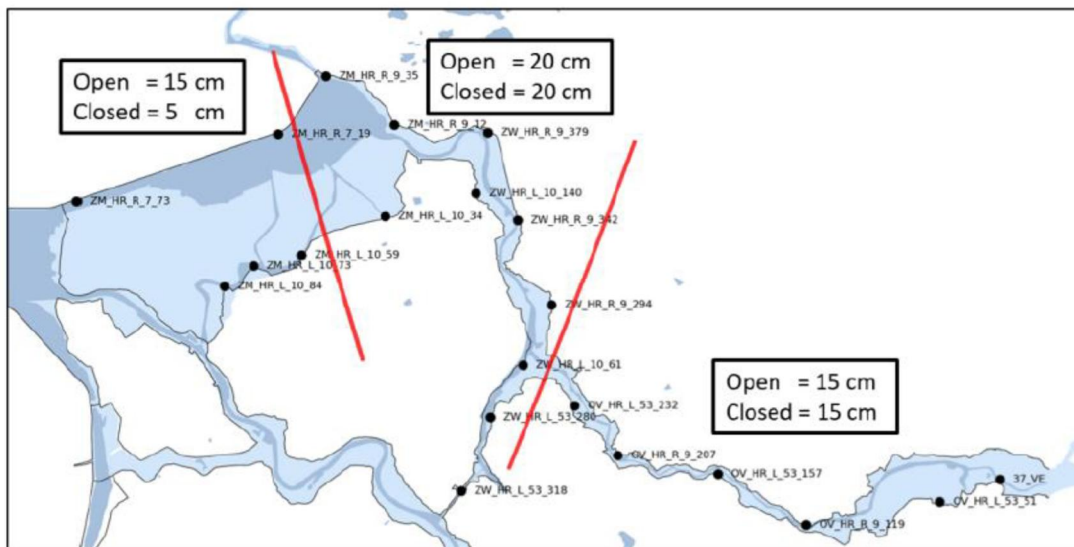 Open = 15 cm
Closed = 5 cm
Open = 20 cm
Closed = 20 cm
ZM_HR_R_9_35
ZM_HR_R_9_12
ZW_HR_R_9_379
ZM_HR_R_7_19
ZW_HR_L_10_140
ZM_HR_R_7_73
ZM_HR_L_10_34
ZW_HR_R_9_342
ZM_HR_L_10_59
ZM_HR_L_10_73
ZM_HR_L_10_84
ZW_HR_R_9_294
ZW_HR_L_10_61
Open = 15 cm
Closed = 15 cm
OV_HR_L_53_232
ZW_HR_L_53_280
OV_HR_R_9_207
OV_HR_L_53_157
37_VE
ZW_HR_L_53_318
OV_HR_L_53_51
OV_HR_R_9_119